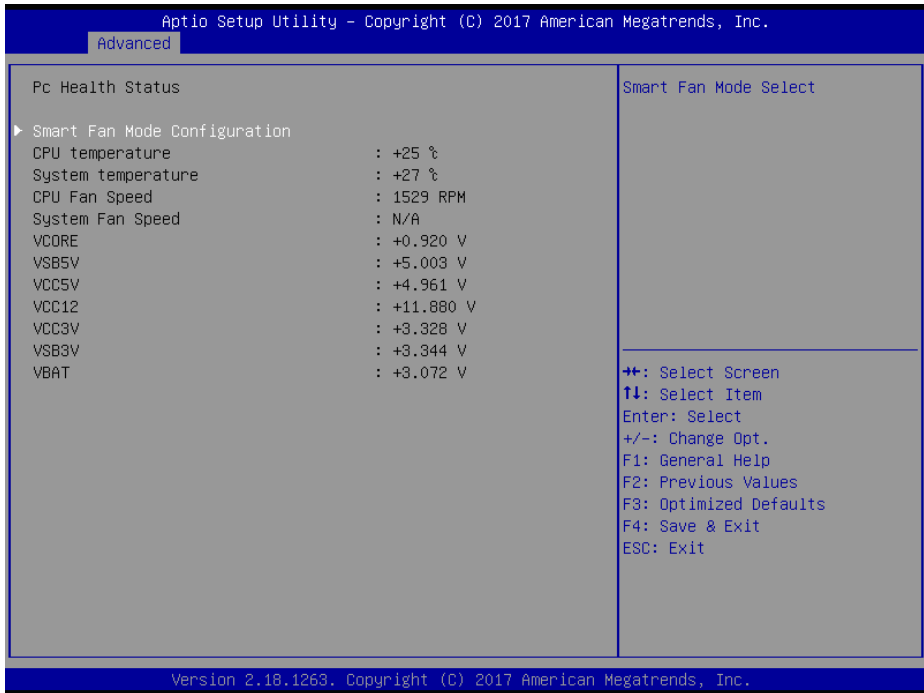 Aptio Setup Utility – Copyright (C) 2017 American Megatrends, Inc.
Advanced
Pc Health Status
▶ Smart Fan Mode Configuration
CPU temperature : +25 ℃
System temperature : +27 ℃
CPU Fan Speed : 1529 RPM
System Fan Speed : N/A
VCORE : +0.920 V
VSB5V : +5.003 V
VCC5V : +4.961 V
VCC12 : +11.880 V
VCC3V : +3.328 V
VSB3V : +3.344 V
VBAT : +3.072 V
Smart Fan Mode Select
→←: Select Screen
↑↓: Select Item
Enter: Select
+/-: Change Opt.
F1: General Help
F2: Previous Values
F3: Optimized Defaults
F4: Save & Exit
ESC: Exit
Version 2.18.1263. Copyright (C) 2017 American Megatrends, Inc.